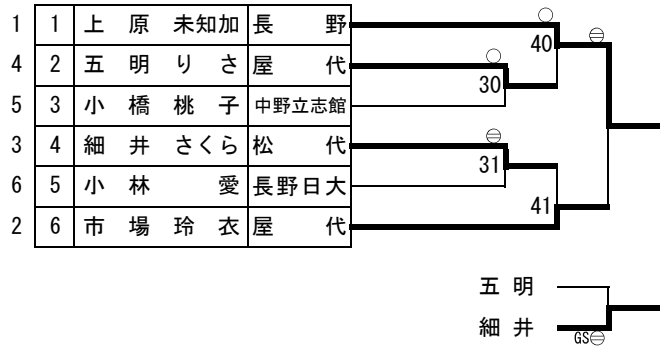 1 1 上原 未知加 長野
4 2 五明 りさ 屋代
5 3 小橋 桃子 中野立志館
3 4 細井 さくら 松代
6 5 小林 愛 長野日大
2 6 市場 玲衣 屋代
40
30
31
41
五明
細井
GS